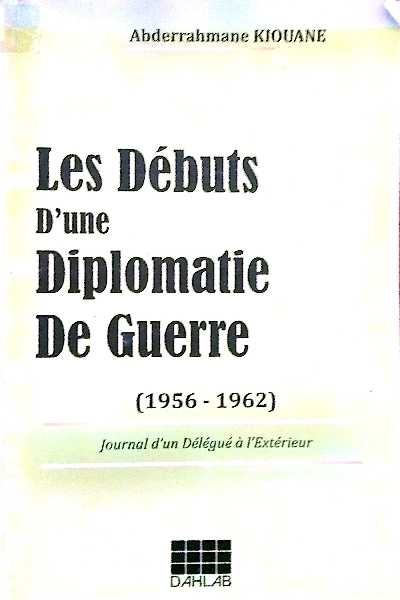 Abderrahmane KIOUANE
Les Débuts
D'une
Diplomatie
De Guerre
(1956 - 1962)
Journal d'un Délégué à l'Extérieur
DAHLAB